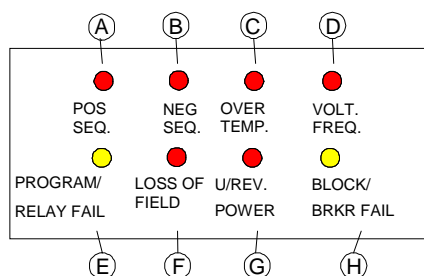 A B C D
POS NEG OVER VOLT.
SEQ. SEQ. TEMP. FREQ.
PROGRAM/ LOSS OF U/REV. BLOCK/
RELAY FAIL FIELD POWER BRKR FAIL
E F G H